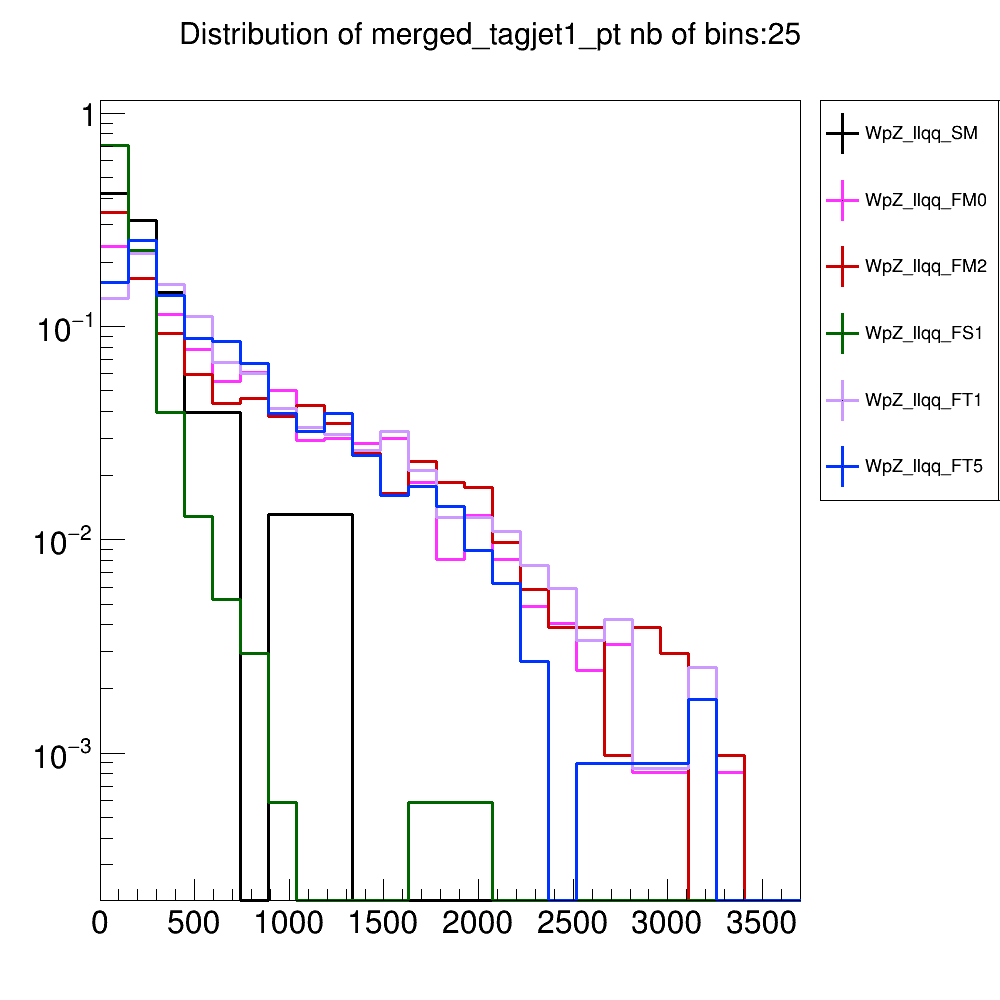 Distribution of merged_tagjet1_pt nb of bins:25
1
10⁻¹
10⁻²
10⁻³
0 500 1000 1500 2000 2500 3000 3500
WpZ_llqq_SM
WpZ_llqq_FM0
WpZ_llqq_FM2
WpZ_llqq_FS1
WpZ_llqq_FT1
WpZ_llqq_FT5